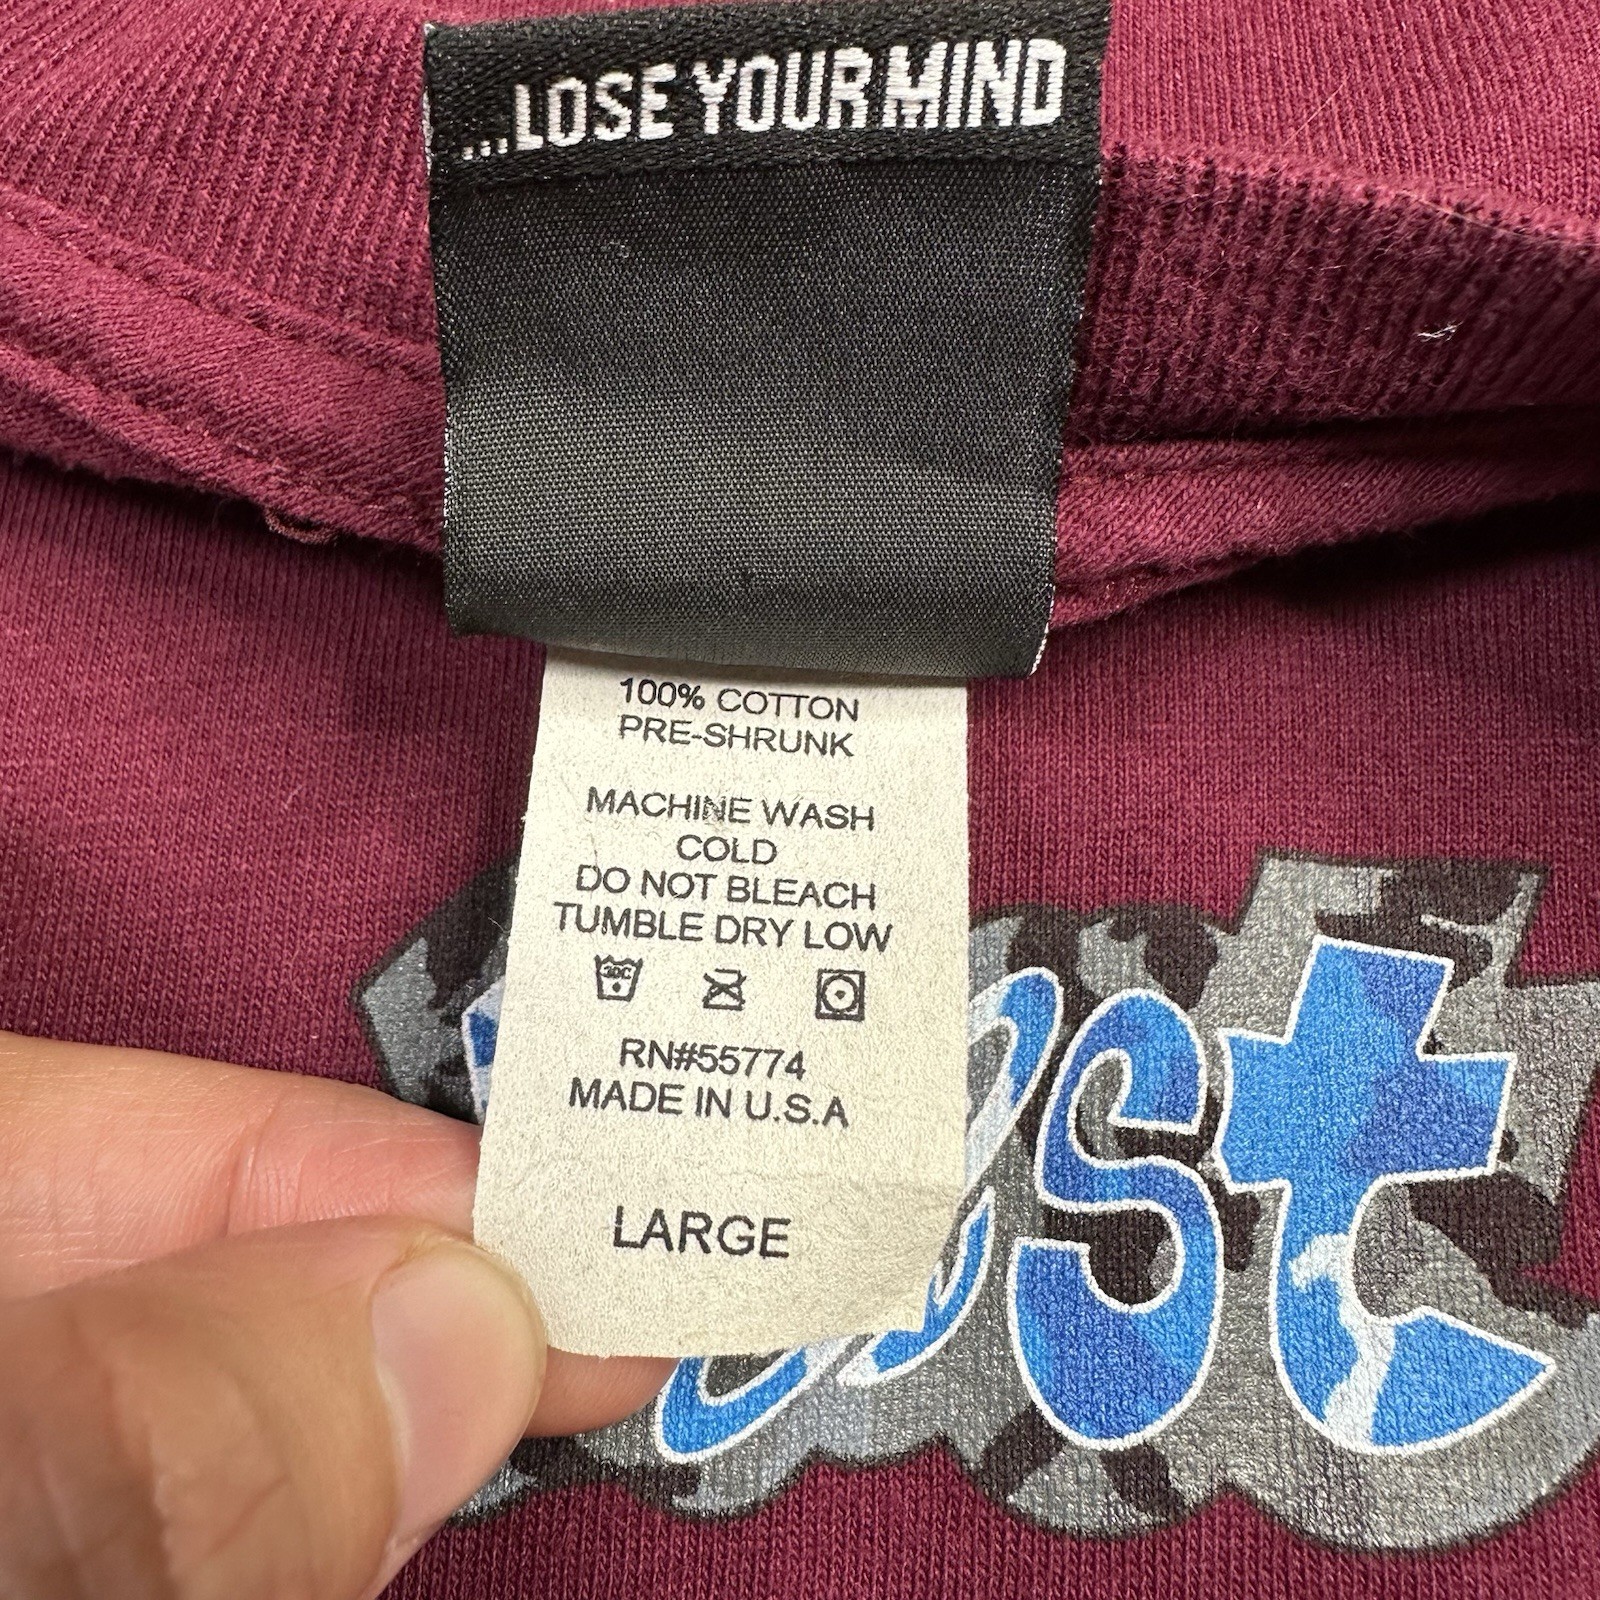 ...LOSE YOUR MIND
100% COTTON
PRE-SHRUNK
MACHINE WASH
COLD
DO NOT BLEACH
TUMBLE DRY LOW
30C
RN#55774
MADE IN U.S.A
LARGE